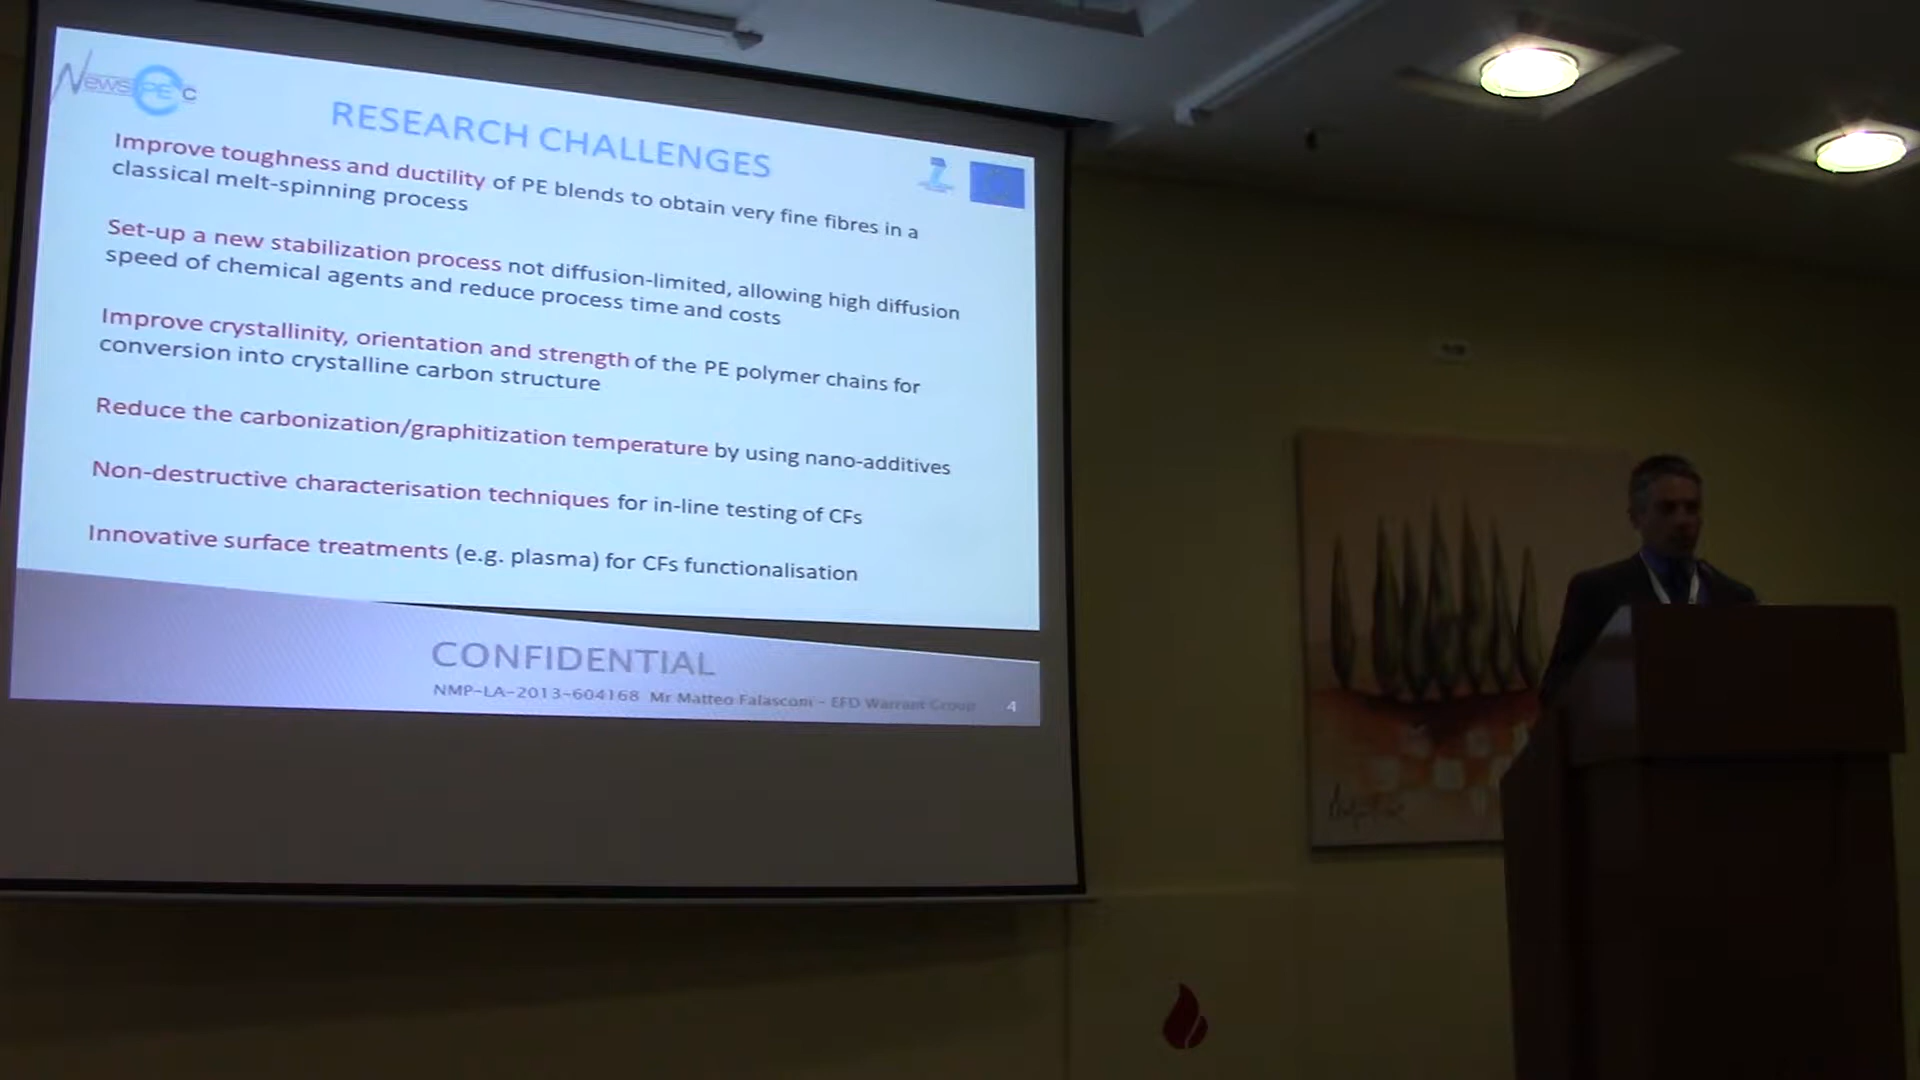 NewSPEC
RESEARCH CHALLENGES
Improve toughness and ductility of PE blends to obtain very fine fibres in a
classical melt-spinning process
Set-up a new stabilization process not diffusion-limited, allowing high diffusion
speed of chemical agents and reduce process time and costs
Improve crystallinity, orientation and strength of the PE polymer chains for
conversion into crystalline carbon structure
Reduce the carbonization/graphitization temperature by using nano-additives
Non-destructive characterisation techniques for in-line testing of CFs
Innovative surface treatments (e.g. plasma) for CFs functionalisation
CONFIDENTIAL
NMP-LA-2013-604168 Mr Matteo Falasconi - EFD Warrant Group
4